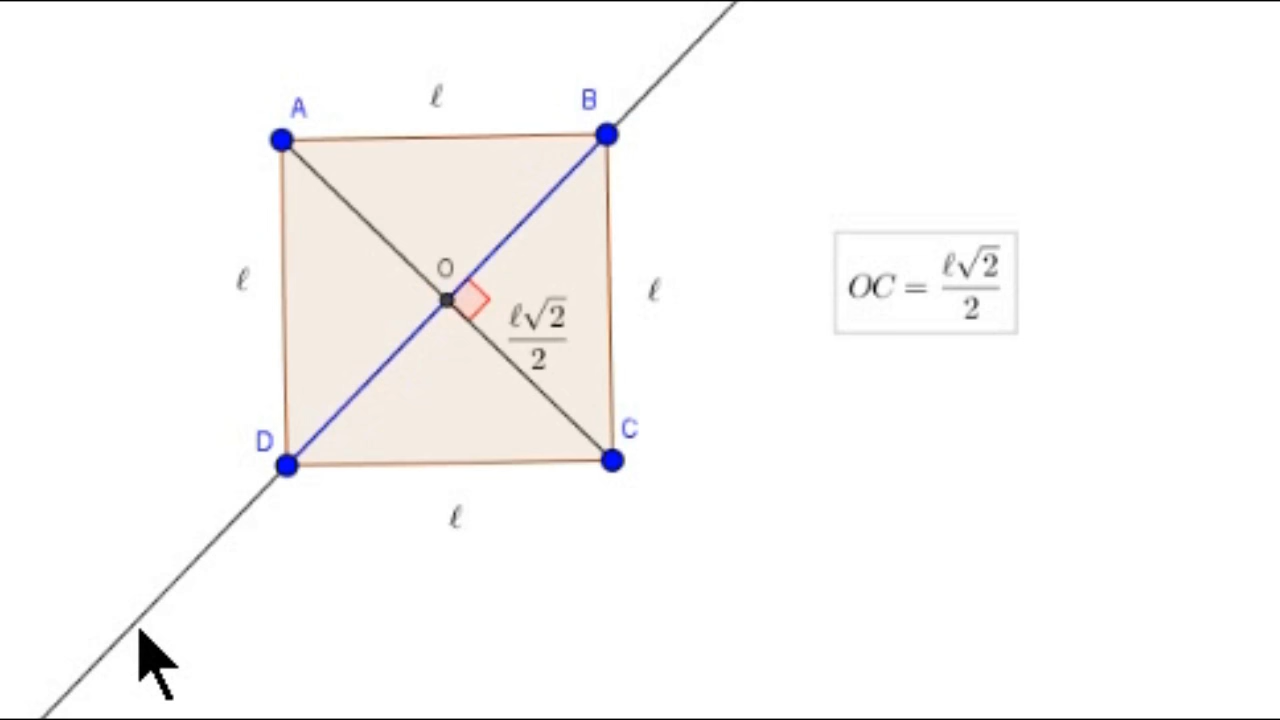 ℓ
A
B
O
ℓ
ℓ
ℓ√2/2
OC = ℓ√2/2
D
C
ℓ